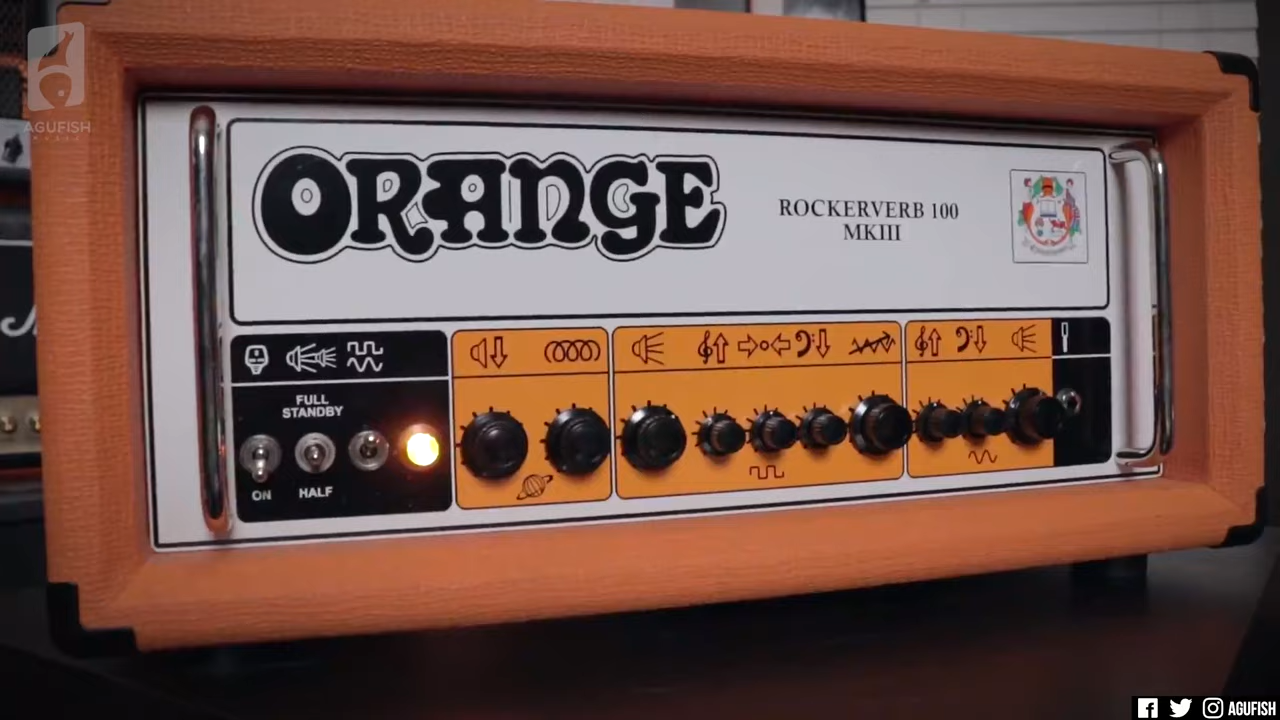 AGUFISH
ORANGE
ROCKERVERB 100
MKIII
FULL
STANDBY
ON
HALF
AGUFISH